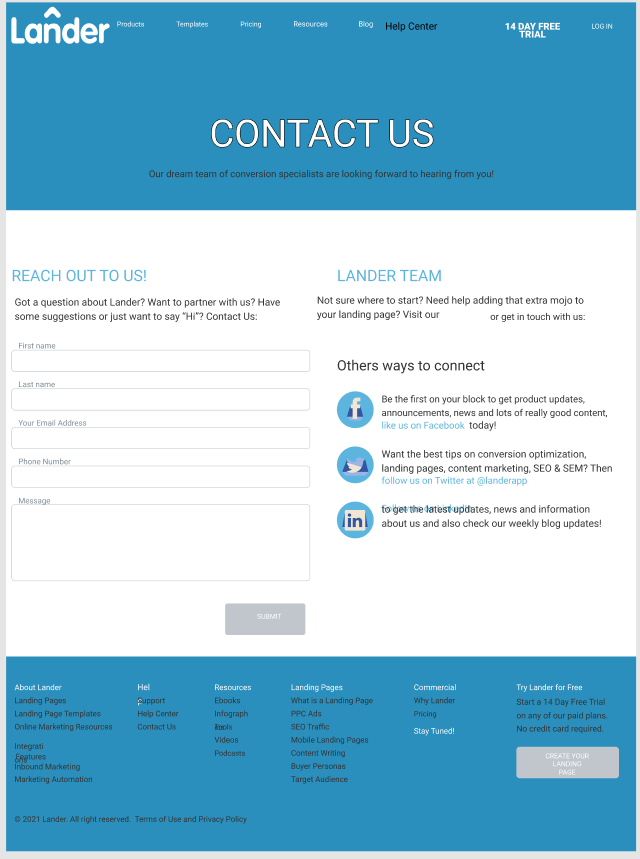 Lander
Products
Templates
Pricing
Resources
Blog
Help Center
14 DAY FREE
TRIAL
LOG IN
CONTACT US
Our dream team of conversion specialists are looking forward to hearing from you!
REACH OUT TO US!
Got a question about Lander? Want to partner with us? Have
some suggestions or just want to say “Hi”? Contact Us:
First name
Last name
Your Email Address
Phone Number
Message
SUBMIT
LANDER TEAM
Not sure where to start? Need help adding that extra mojo to
your landing page? Visit our
or get in touch with us:
Others ways to connect
f
Be the first on your block to get product updates,
announcements, news and lots of really good content,
like us on Facebook today!
Want the best tips on conversion optimization,
landing pages, content marketing, SEO & SEM? Then
follow us on Twitter at @landerapp
in
to get the latest updates, news and information
about us and also check our weekly blog updates!
About Lander
Landing Pages
Landing Page Templates
Online Marketing Resources
Integrati
ons
Features
Inbound Marketing
Marketing Automation
Hel
p
Support
Help Center
Contact Us
Resources
Ebooks
Infograph
Tools
Videos
Podcasts
Landing Pages
What is a Landing Page
PPC Ads
SEO Traffic
Mobile Landing Pages
Content Writing
Buyer Personas
Target Audience
Commercial
Why Lander
Pricing
Stay Tuned!
Try Lander for Free
Start a 14 Day Free Trial
on any of our paid plans.
No credit card required.
CREATE YOUR
LANDING
PAGE
© 2021 Lander. All right reserved. Terms of Use and Privacy Policy